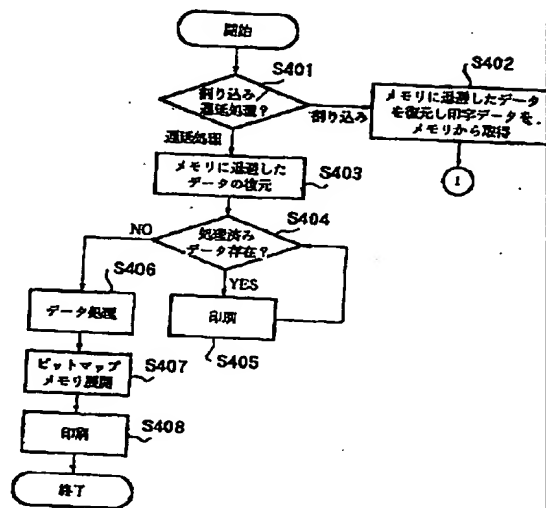 開始
S401
割り込み、
遅延処理？
割り込み
S402
メモリに退避したデータ
を復元し印字データを
メモリから取得
1
遅延処理
メモリに退避した
データの復元
S403
S404
処理済み
データ存在？
NO
YES
S406
データ処理
印刷
S405
ビットマップ
メモリ展開
S407
印刷
S408
終了